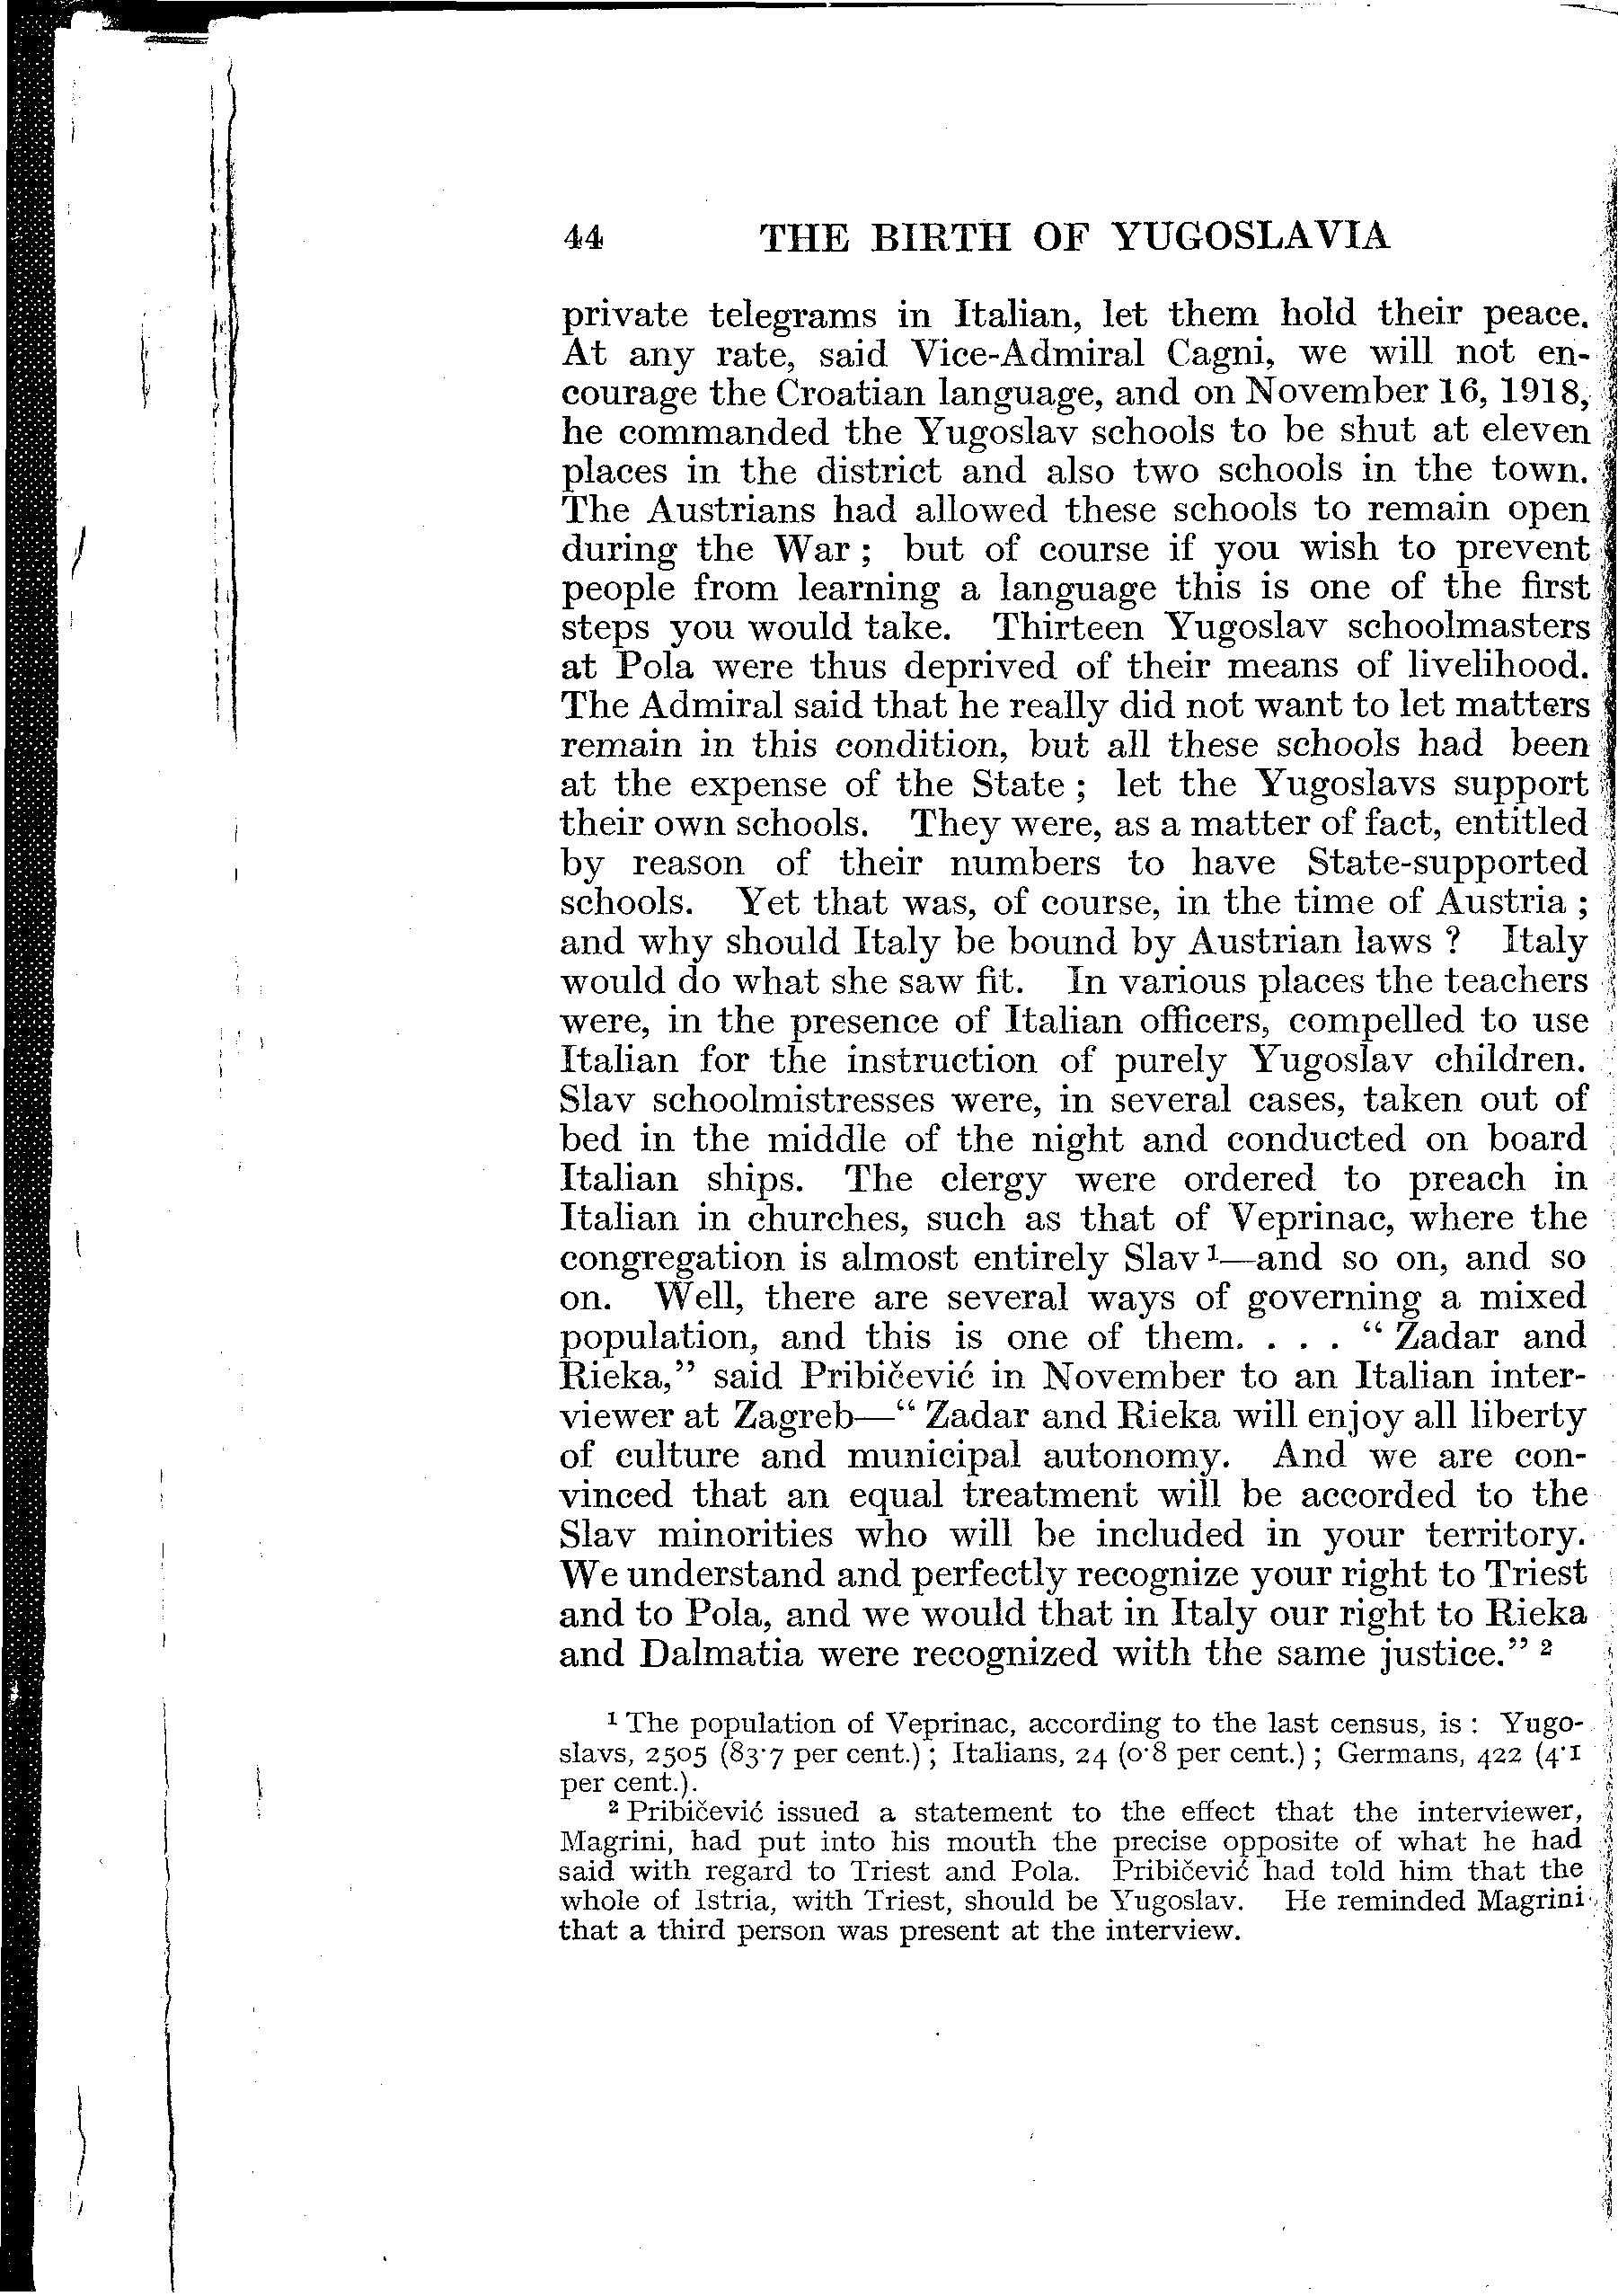 44 THE BIRTH OF YUGOSLAVIA
private telegrams in Italian, let them hold their peace.
At any rate, said Vice-Admiral Cagni, we will not en-
courage the Croatian language, and on November 16, 1918,
he commanded the Yugoslav schools to be shut at eleven
places in the district and also two schools in the town.
The Austrians had allowed these schools to remain open
during the War ; but of course if you wish to prevent
people from learning a language this is one of the first
steps you would take. Thirteen Yugoslav schoolmasters
at Pola were thus deprived of their means of livelihood.
The Admiral said that he really did not want to let matters
remain in this condition, but all these schools had been
at the expense of the State ; let the Yugoslavs support
their own schools. They were, as a matter of fact, entitled
by reason of their numbers to have State-supported
schools. Yet that was, of course, in the time of Austria ;
and why should Italy be bound by Austrian laws ? Italy
would do what she saw fit. In various places the teachers
were, in the presence of Italian officers, compelled to use
Italian for the instruction of purely Yugoslav children.
Slav schoolmistresses were, in several cases, taken out of
bed in the middle of the night and conducted on board
Italian ships. The clergy were ordered to preach in
Italian in churches, such as that of Veprinac, where the
congregation is almost entirely Slav ¹—and so on, and so
on. Well, there are several ways of governing a mixed
population, and this is one of them. . . . “ Zadar and
Rieka,” said Pribičević in November to an Italian inter-
viewer at Zagreb—“ Zadar and Rieka will enjoy all liberty
of culture and municipal autonomy. And we are con-
vinced that an equal treatment will be accorded to the
Slav minorities who will be included in your territory.
We understand and perfectly recognize your right to Triest
and to Pola, and we would that in Italy our right to Rieka
and Dalmatia were recognized with the same justice.” ²
¹ The population of Veprinac, according to the last census, is : Yugo-
slavs, 2505 (83·7 per cent.) ; Italians, 24 (0·8 per cent.) ; Germans, 422 (4·1
per cent.).
² Pribičević issued a statement to the effect that the interviewer,
Magrini, had put into his mouth the precise opposite of what he had
said with regard to Triest and Pola. Pribičević had told him that the
whole of Istria, with Triest, should be Yugoslav. He reminded Magrini
that a third person was present at the interview.